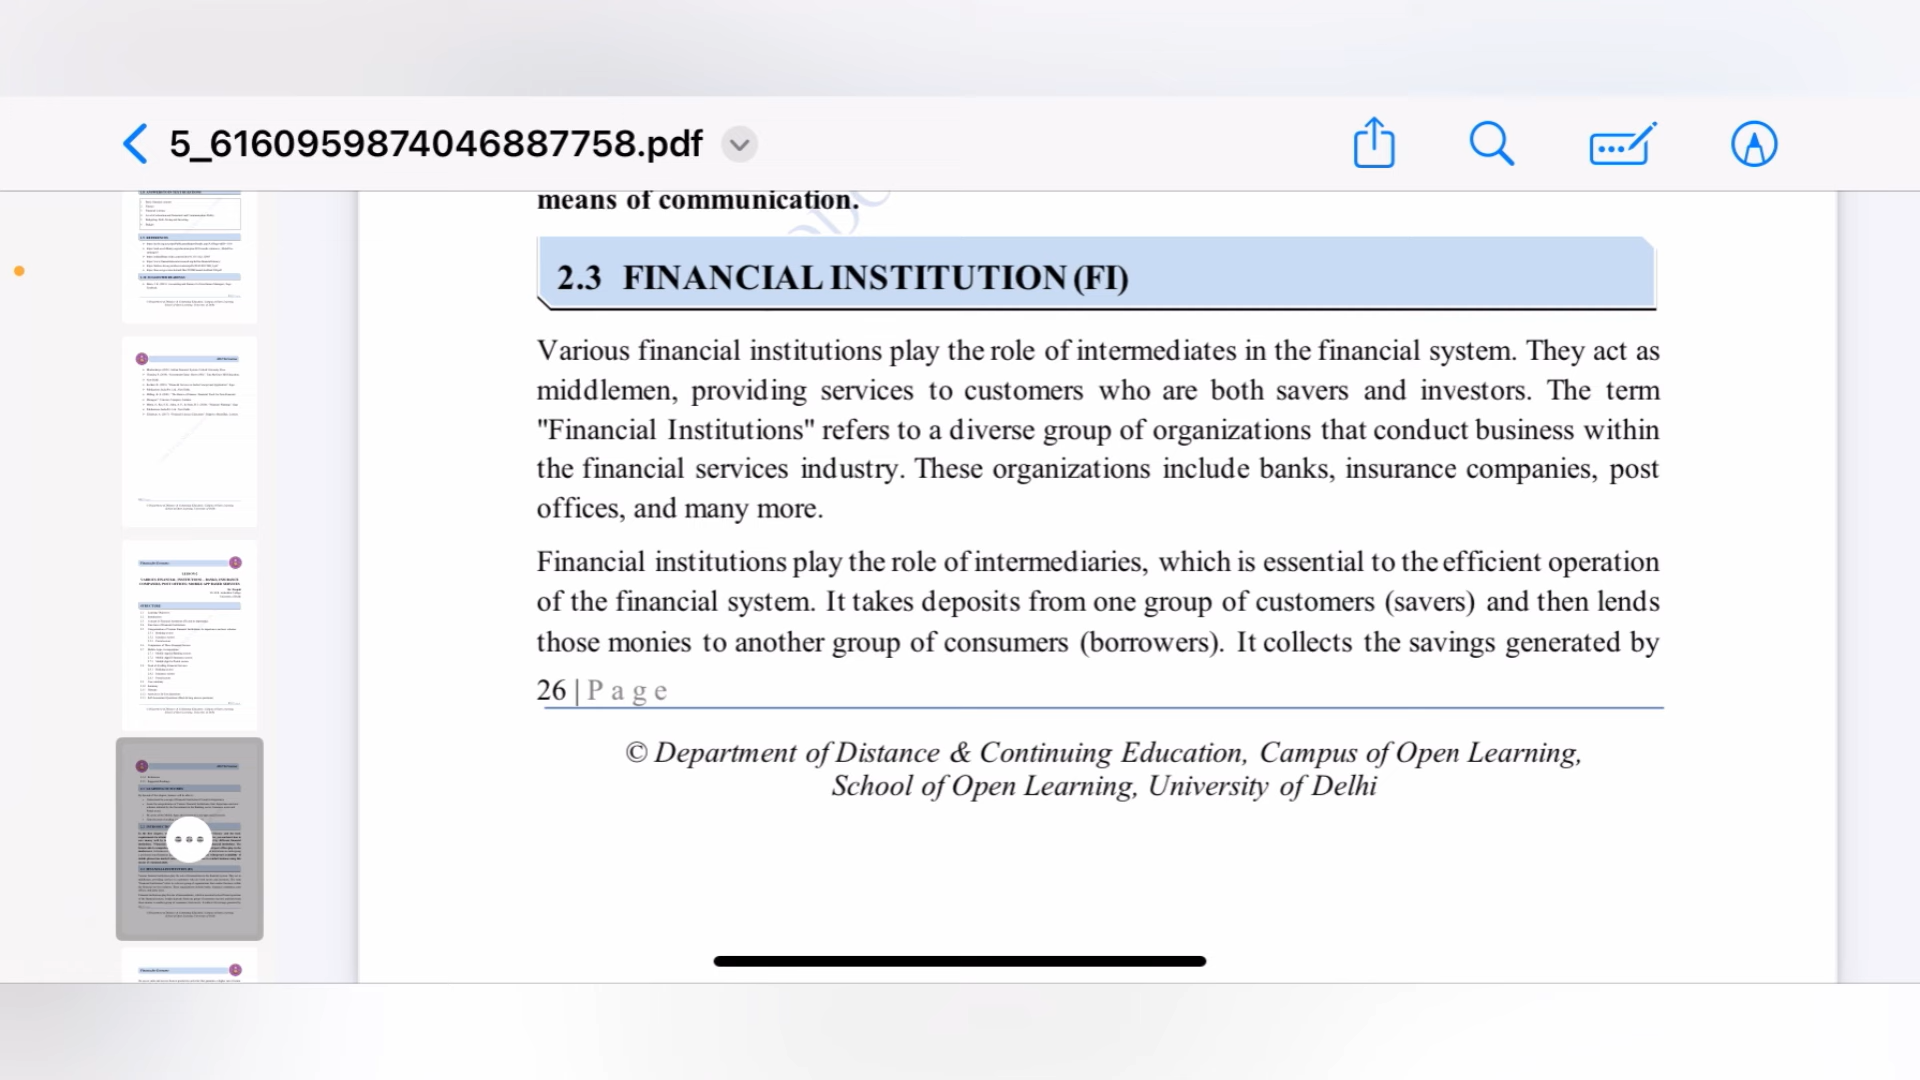 5_6160959874046887758.pdf
means of communication.
2.3 FINANCIAL INSTITUTION (FI)
Various financial institutions play the role of intermediates in the financial system. They act as
middlemen, providing services to customers who are both savers and investors. The term
"Financial Institutions" refers to a diverse group of organizations that conduct business within
the financial services industry. These organizations include banks, insurance companies, post
offices, and many more.
Financial institutions play the role of intermediaries, which is essential to the efficient operation
of the financial system. It takes deposits from one group of customers (savers) and then lends
those monies to another group of consumers (borrowers). It collects the savings generated by
26 | P a g e
© Department of Distance & Continuing Education, Campus of Open Learning,
School of Open Learning, University of Delhi